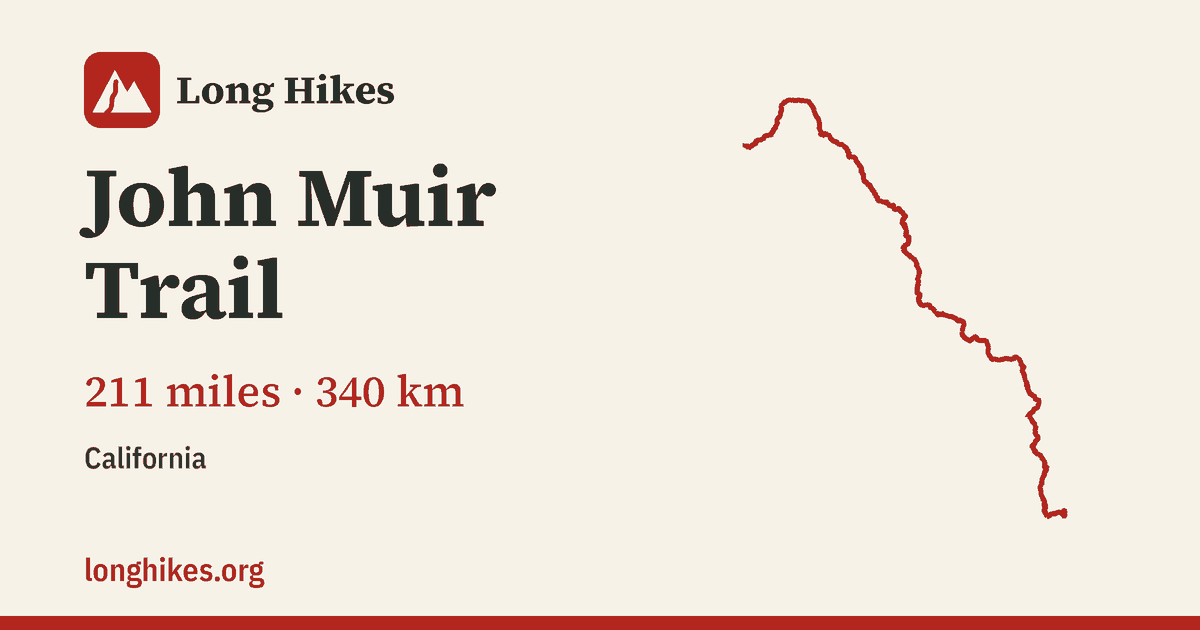 Long Hikes
John Muir
Trail
211 miles · 340 km
California
longhikes.org